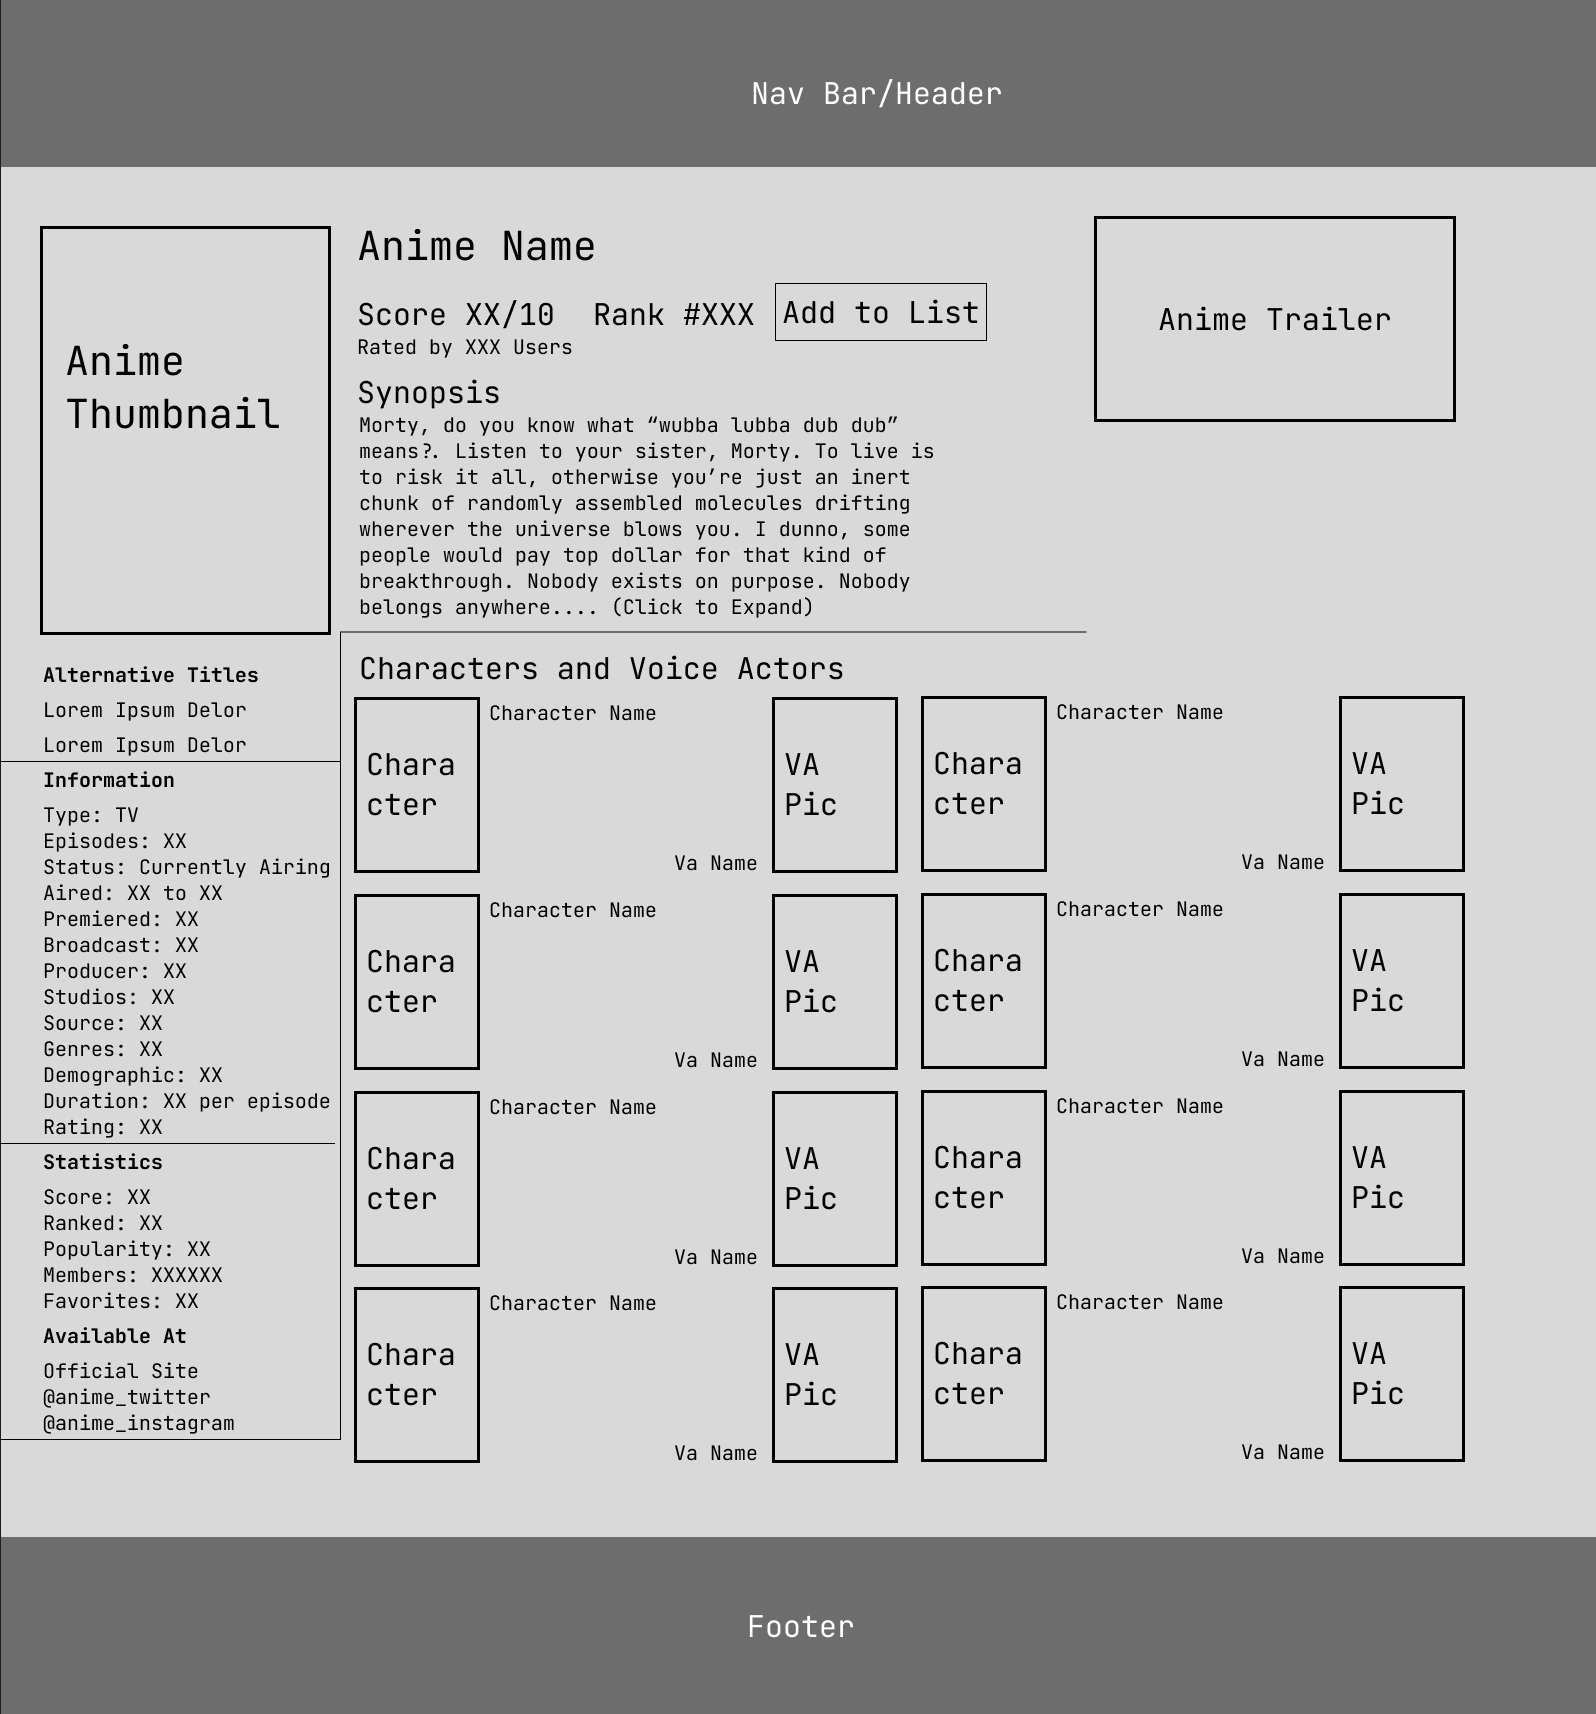 Nav Bar/Header
Anime
Thumbnail
Anime Name
Score XX/10 Rank #XXX Add to List
Rated by XXX Users
Synopsis
Morty, do you know what “wubba lubba dub dub”
means?. Listen to your sister, Morty. To live is
to risk it all, otherwise you’re just an inert
chunk of randomly assembled molecules drifting
wherever the universe blows you. I dunno, some
people would pay top dollar for that kind of
breakthrough. Nobody exists on purpose. Nobody
belongs anywhere.... (Click to Expand)
Anime Trailer
Alternative Titles
Lorem Ipsum Delor
Lorem Ipsum Delor
Information
Type: TV
Episodes: XX
Status: Currently Airing
Aired: XX to XX
Premiered: XX
Broadcast: XX
Producer: XX
Studios: XX
Source: XX
Genres: XX
Demographic: XX
Duration: XX per episode
Rating: XX
Statistics
Score: XX
Ranked: XX
Popularity: XX
Members: XXXXXX
Favorites: XX
Available At
Official Site
@anime_twitter
@anime_instagram
Characters and Voice Actors
Chara
cter
Character Name
Va Name
VA
Pic
Chara
cter
Character Name
Va Name
VA
Pic
Chara
cter
Character Name
Va Name
VA
Pic
Chara
cter
Character Name
Va Name
VA
Pic
Chara
cter
Character Name
Va Name
VA
Pic
Chara
cter
Character Name
Va Name
VA
Pic
Chara
cter
Character Name
Va Name
VA
Pic
Chara
cter
Character Name
Va Name
VA
Pic
Footer